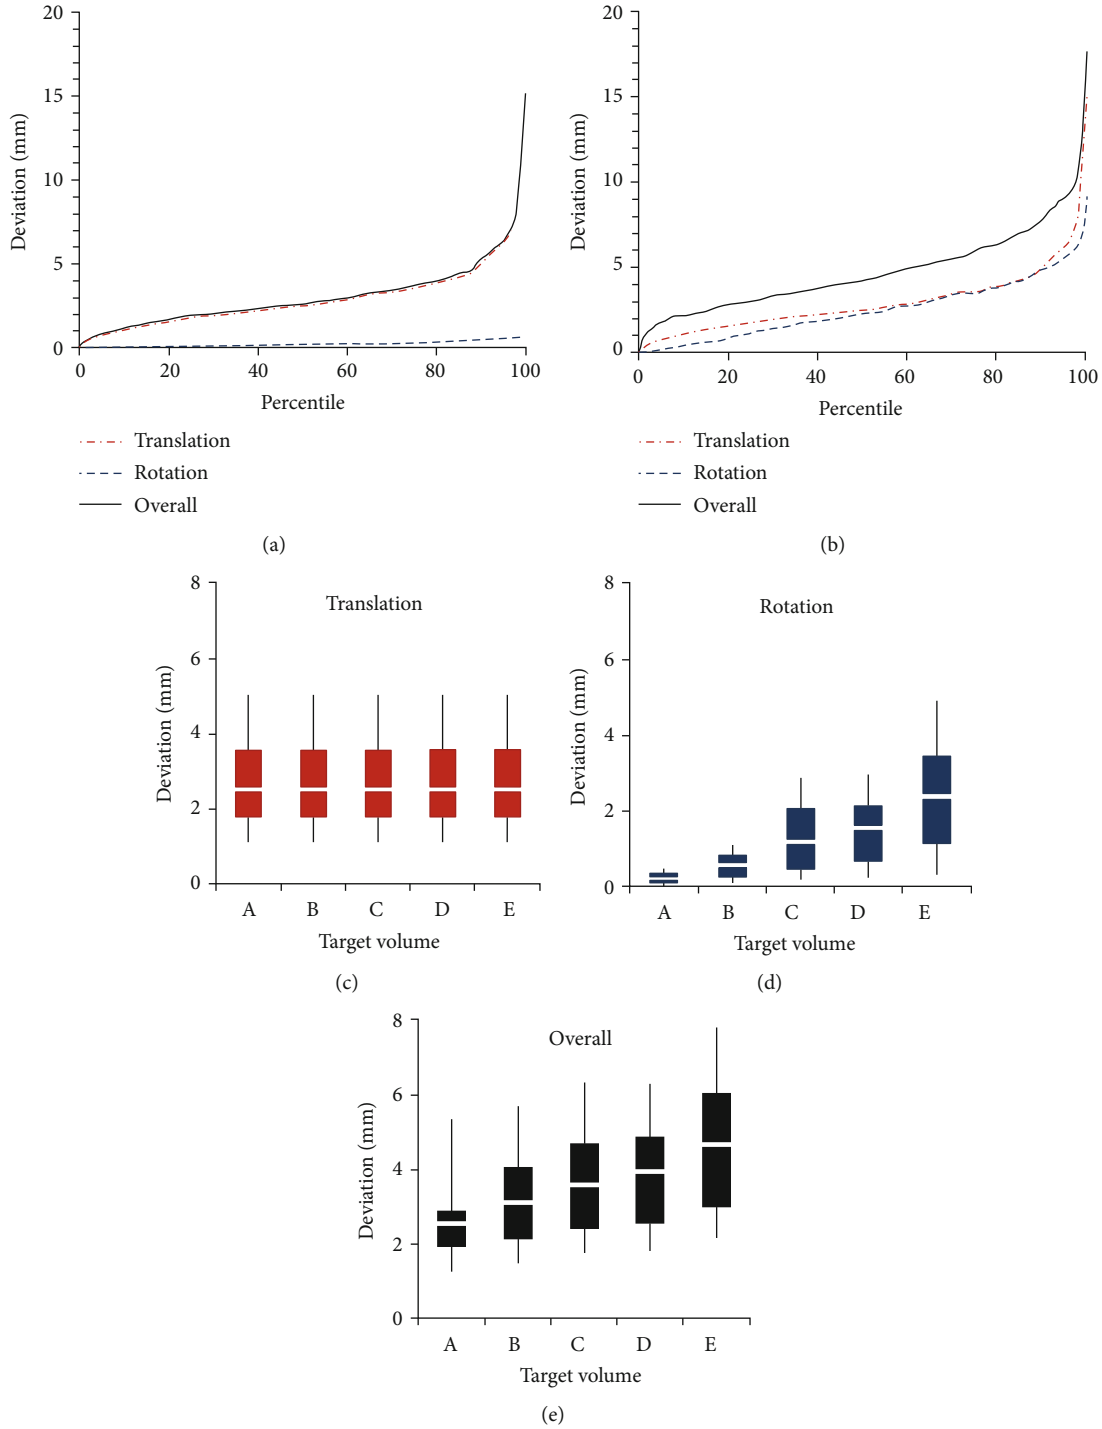 20
15
10
5
0
Deviation (mm)
0 20 40 60 80 100
Percentile
Translation
Rotation
Overall
(a)
20
15
10
5
0
Deviation (mm)
0 20 40 60 80 100
Percentile
Translation
Rotation
Overall
(b)
Translation
8
6
4
2
0
Deviation (mm)
A B C D E
Target volume
(c)
Rotation
8
6
4
2
0
Deviation (mm)
A B C D E
Target volume
(d)
Overall
8
6
4
2
0
Deviation (mm)
A B C D E
Target volume
(e)